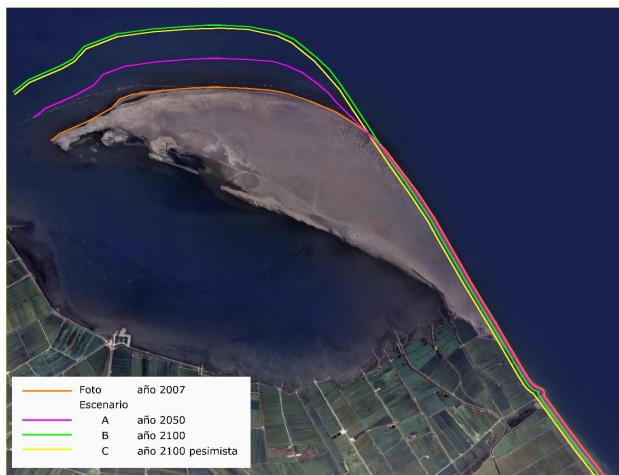 Foto año 2007
Escenario
A año 2050
B año 2100
C año 2100 pesimista